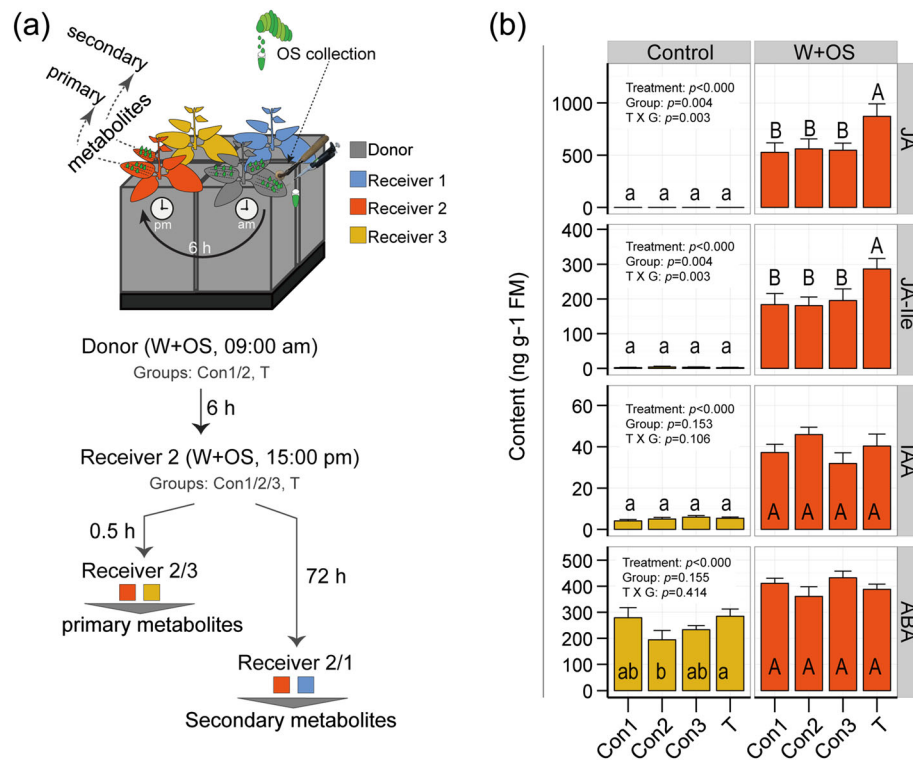 (a)
secondary
primary
metabolites
OS collection
Donor
Receiver 1
Receiver 2
Receiver 3
pm
am
6 h
Donor (W+OS, 09:00 am)
Groups: Con1/2, T
6 h
Receiver 2 (W+OS, 15:00 pm)
Groups: Con1/2/3, T
0.5 h
72 h
Receiver 2/3
primary metabolites
Receiver 2/1
Secondary metabolites
(b)
Control
W+OS
Content (ng g-1 FM)
1000
500
0
Treatment: p<0.000
Group: p=0.004
T X G: p=0.003
a a a a
B B B A
JA
400
300
200
100
0
Treatment: p<0.000
Group: p=0.004
T X G: p=0.003
a a a a
B B B A
JA-Ile
60
40
20
0
Treatment: p<0.000
Group: p=0.153
T X G: p=0.106
a a a a
A A A A
IAA
500
400
300
200
100
0
Treatment: p<0.000
Group: p=0.155
T X G: p=0.414
ab b ab a
A A A A
ABA
Con1 Con2 Con3 T
Con1 Con2 Con3 T